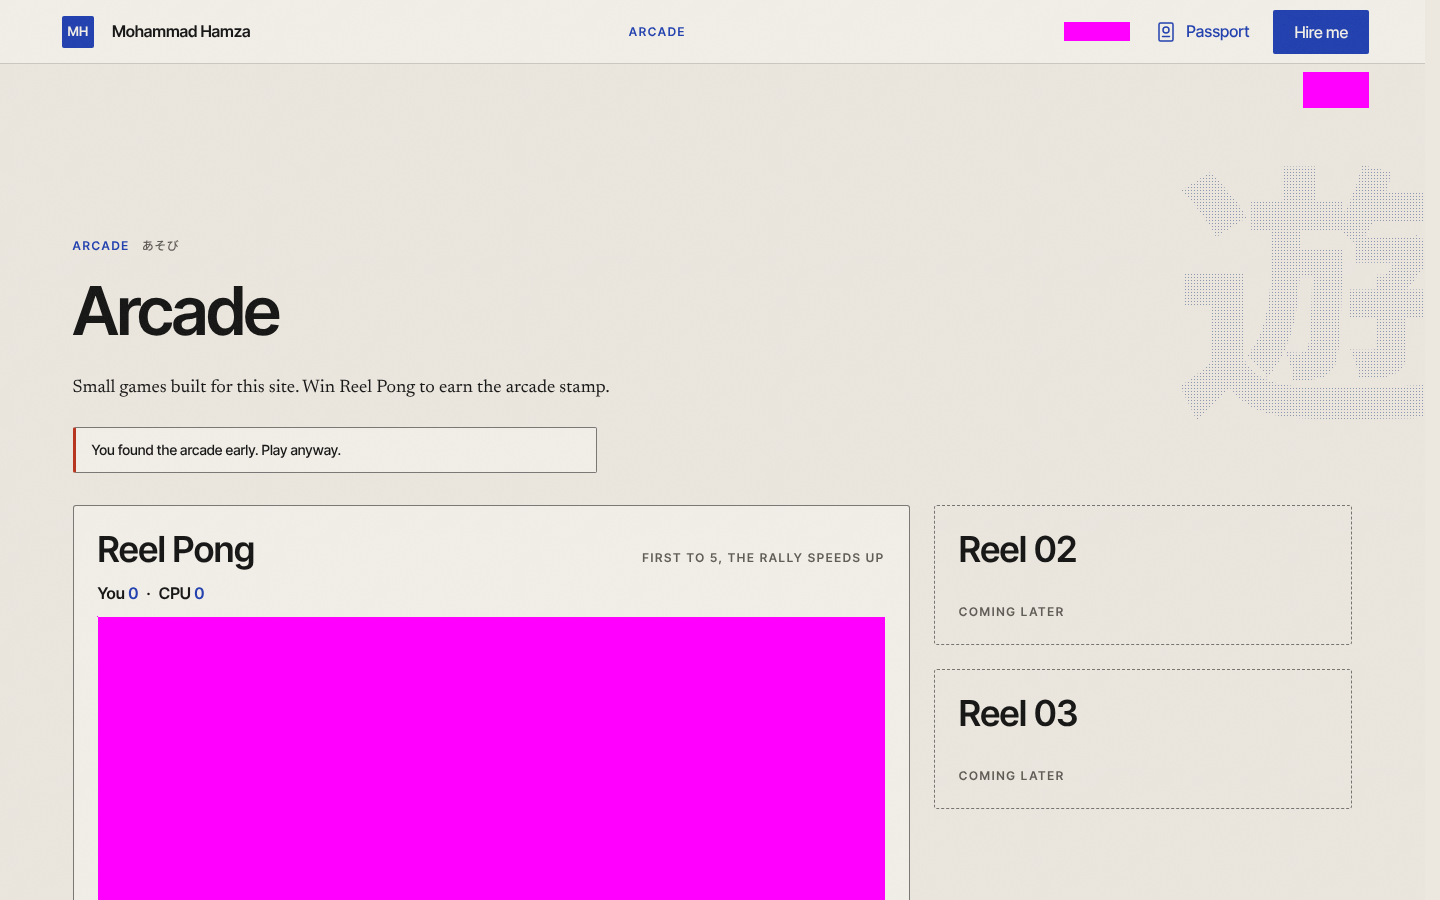 MH Mohammad Hamza ARCADE Passport Hire me
遊
ARCADE あそび
Arcade
Small games built for this site. Win Reel Pong to earn the arcade stamp.
You found the arcade early. Play anyway.
Reel Pong
FIRST TO 5, THE RALLY SPEEDS UP
You 0 · CPU 0
Reel 02
COMING LATER
Reel 03
COMING LATER